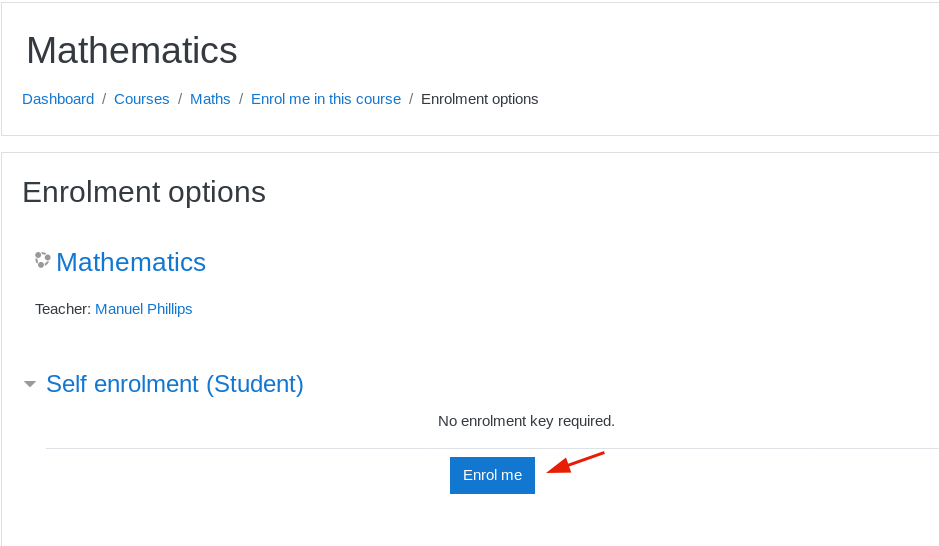 Mathematics
Dashboard / Courses / Maths / Enrol me in this course / Enrolment options
Enrolment options
Mathematics
Teacher: Manuel Phillips
Self enrolment (Student)
No enrolment key required.
Enrol me